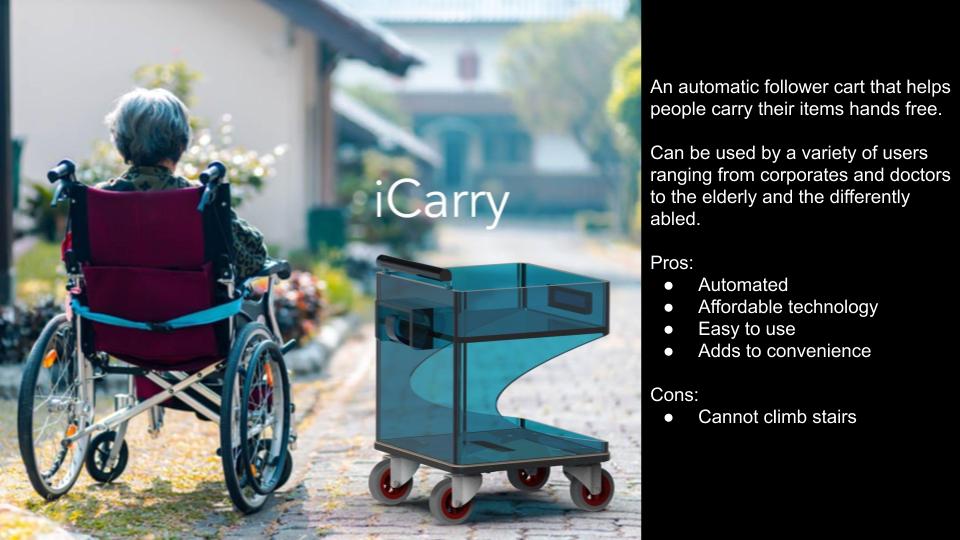 iCarry
An automatic follower cart that helps
people carry their items hands free.
Can be used by a variety of users
ranging from corporates and doctors
to the elderly and the differently
abled.
Pros:
● Automated
● Affordable technology
● Easy to use
● Adds to convenience
Cons:
● Cannot climb stairs